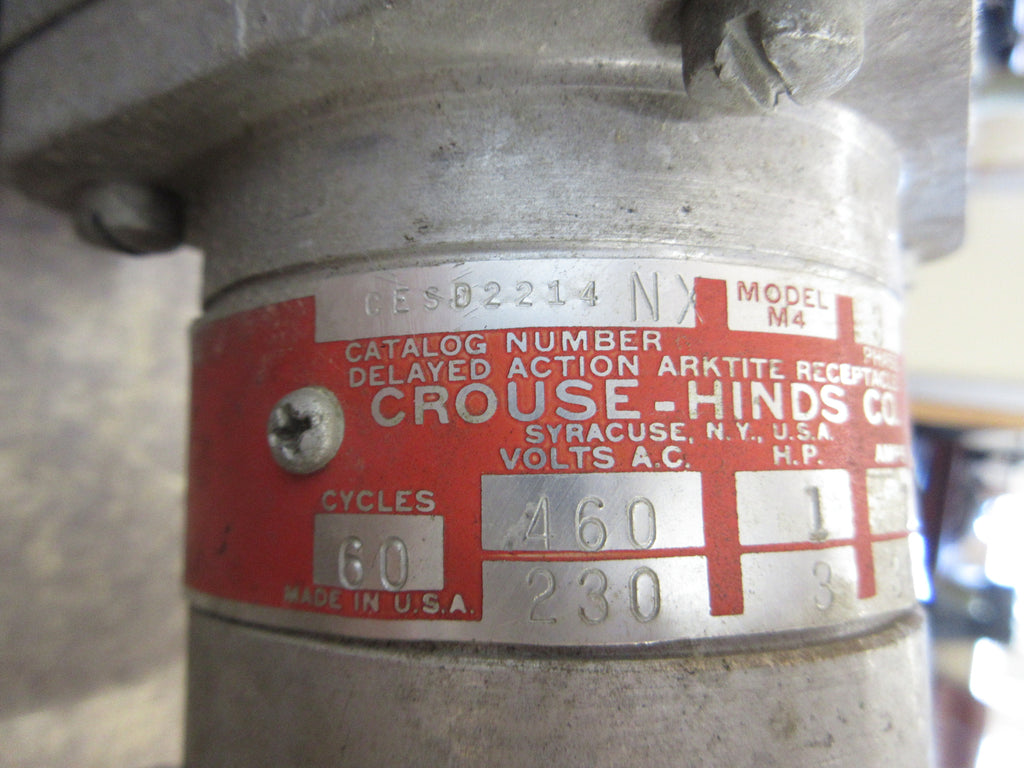 CESD2214 NX
MODEL
M4
3
CATALOG NUMBER
DELAYED ACTION ARKTITE RECEPTACLE
CROUSE-HINDS CO.
SYRACUSE, N.Y., U.S.A.
VOLTS A.C. H.P.
CYCLES
460 1
60
230 3
MADE IN U.S.A.